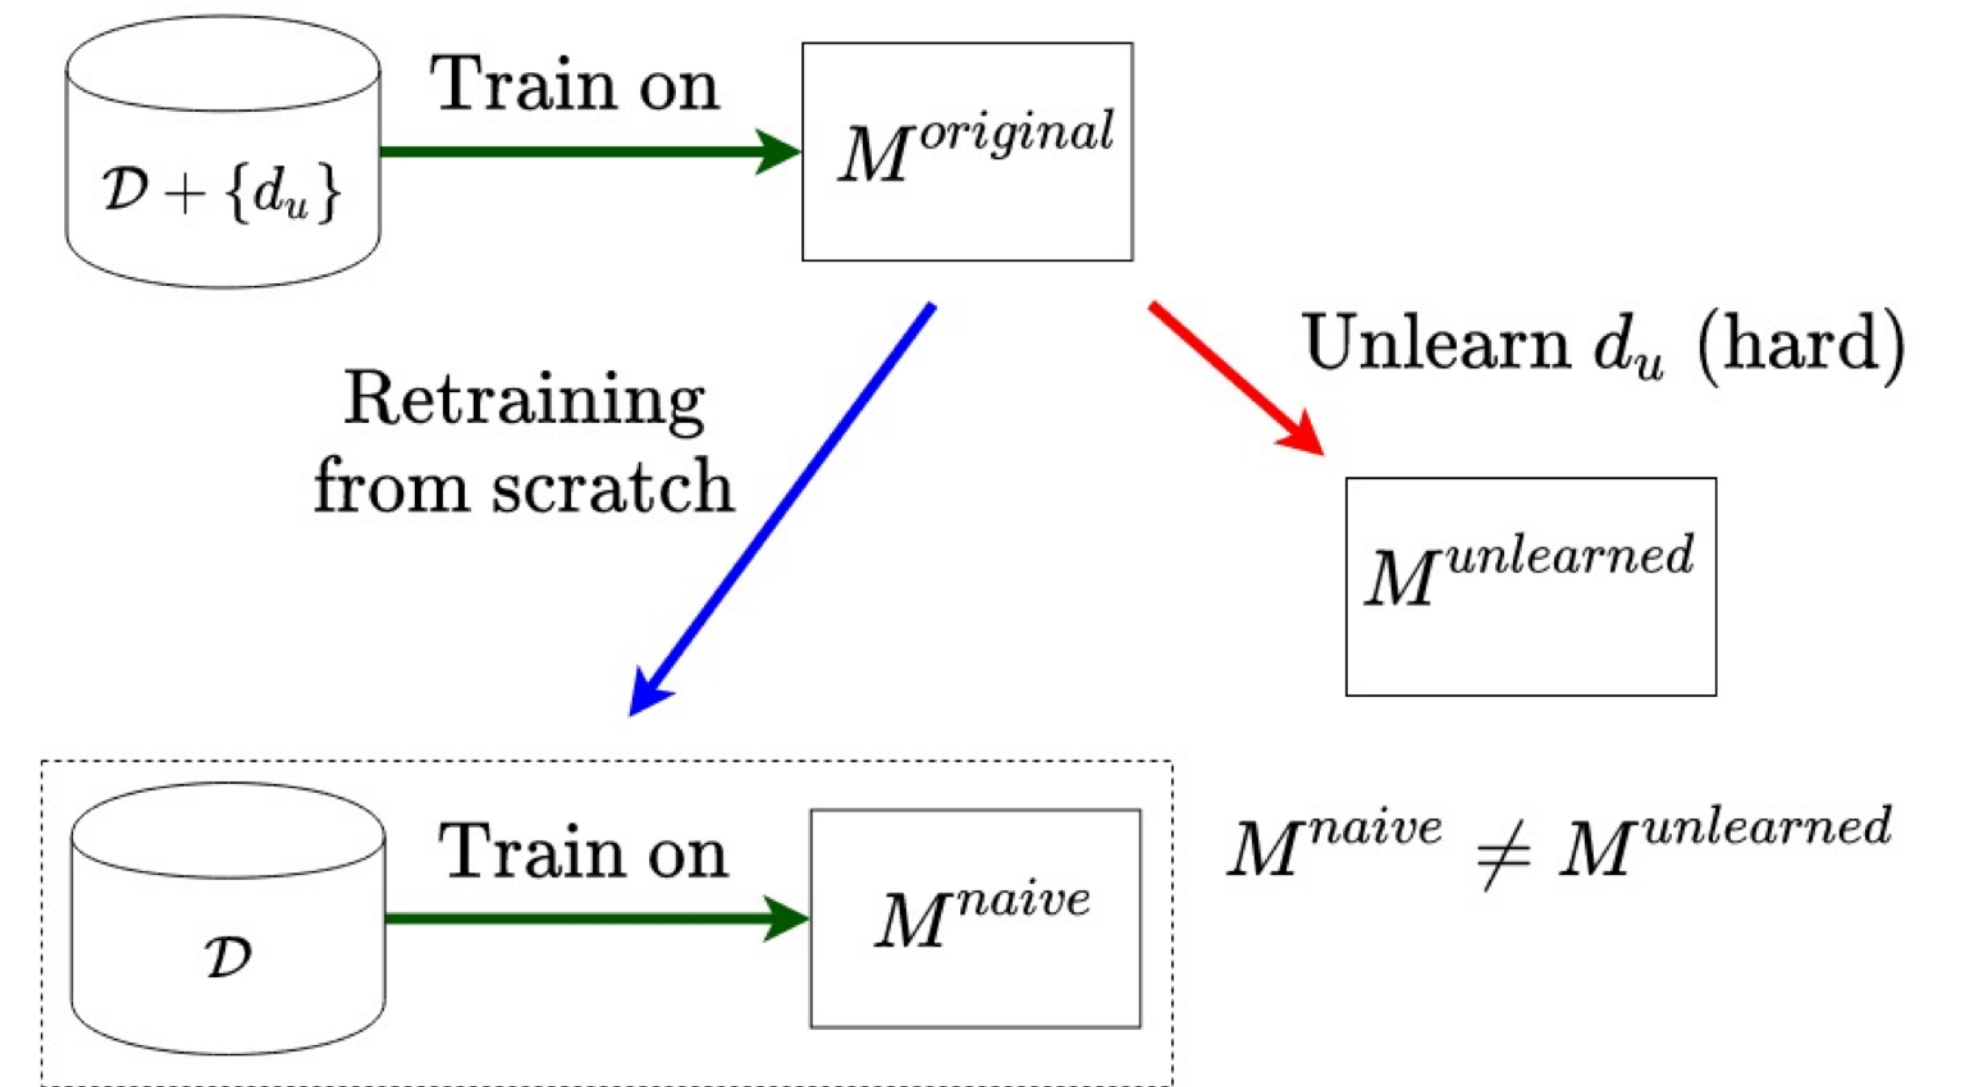 Train on
𝒟 + {d_u}
M^{original}
Unlearn d_u (hard)
Retraining
from scratch
M^{unlearned}
Train on
𝒟
M^{naive}
M^{naive} ≠ M^{unlearned}